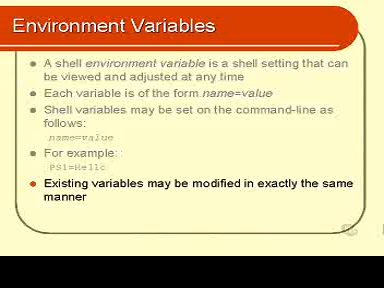 Environment Variables
A shell environment variable is a shell setting that can
be viewed and adjusted at any time
Each variable is of the form name=value
Shell variables may be set on the command-line as
follows:
name=value
For example:
PS1=Hello
Existing variables may be modified in exactly the same
manner